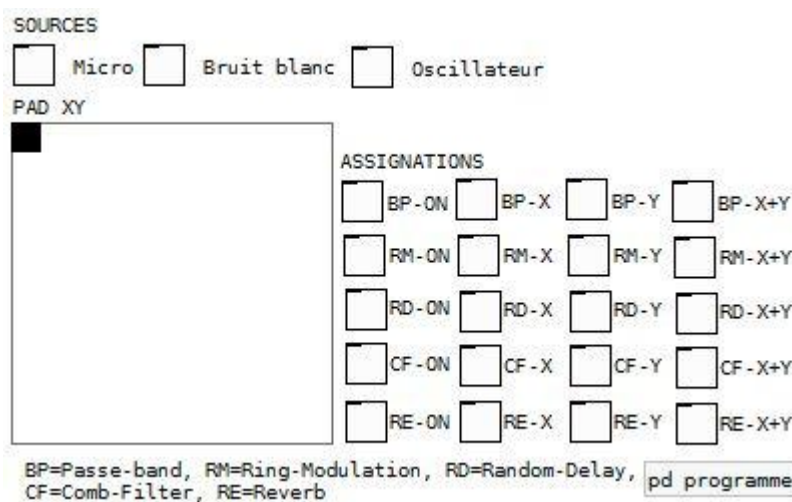 SOURCES
Micro Bruit blanc Oscillateur
PAD XY
ASSIGNATIONS
BP-ON BP-X BP-Y BP-X+Y
RM-ON RM-X RM-Y RM-X+Y
RD-ON RD-X RD-Y RD-X+Y
CF-ON CF-X CF-Y CF-X+Y
RE-ON RE-X RE-Y RE-X+Y
BP=Passe-band, RM=Ring-Modulation, RD=Random-Delay,
CF=Comb-Filter, RE=Reverb
pd programme